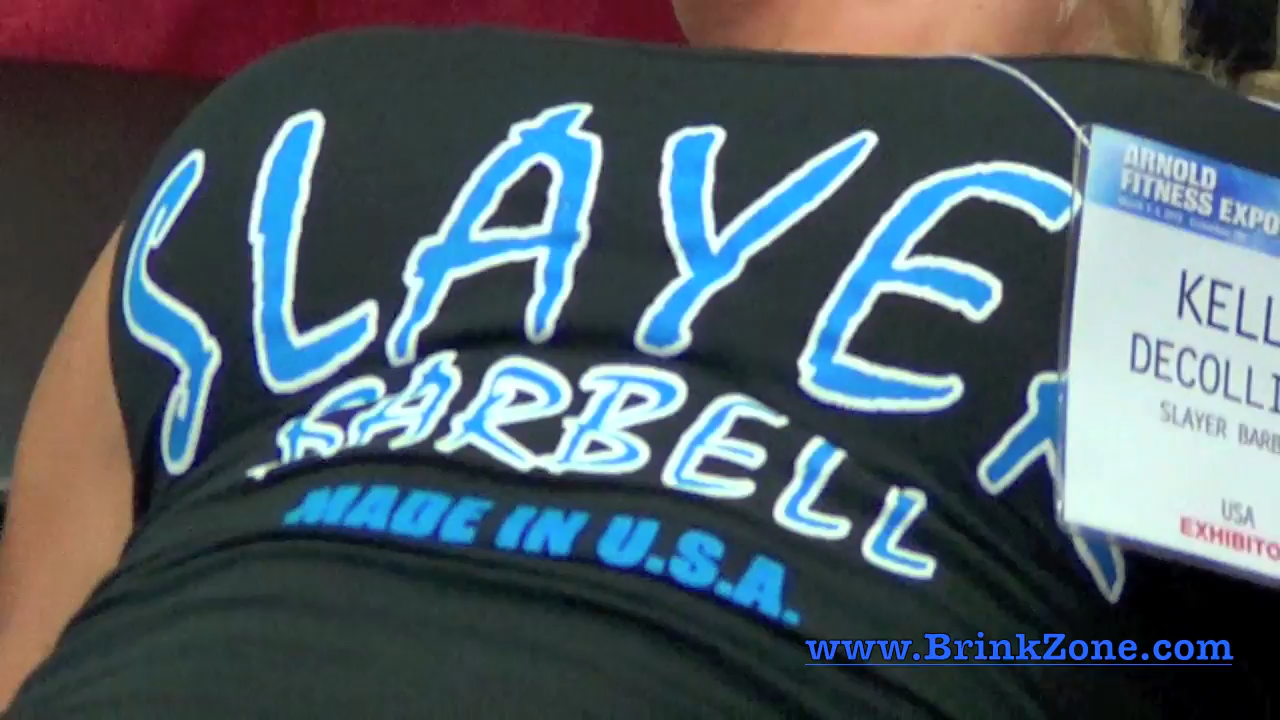 SLAYER
BARBELL
MADE IN U.S.A.
ARNOLD
FITNESS EXPO
KELL
DECOLLI
SLAYER BARB
USA
EXHIBITO
www.BrinkZone.com